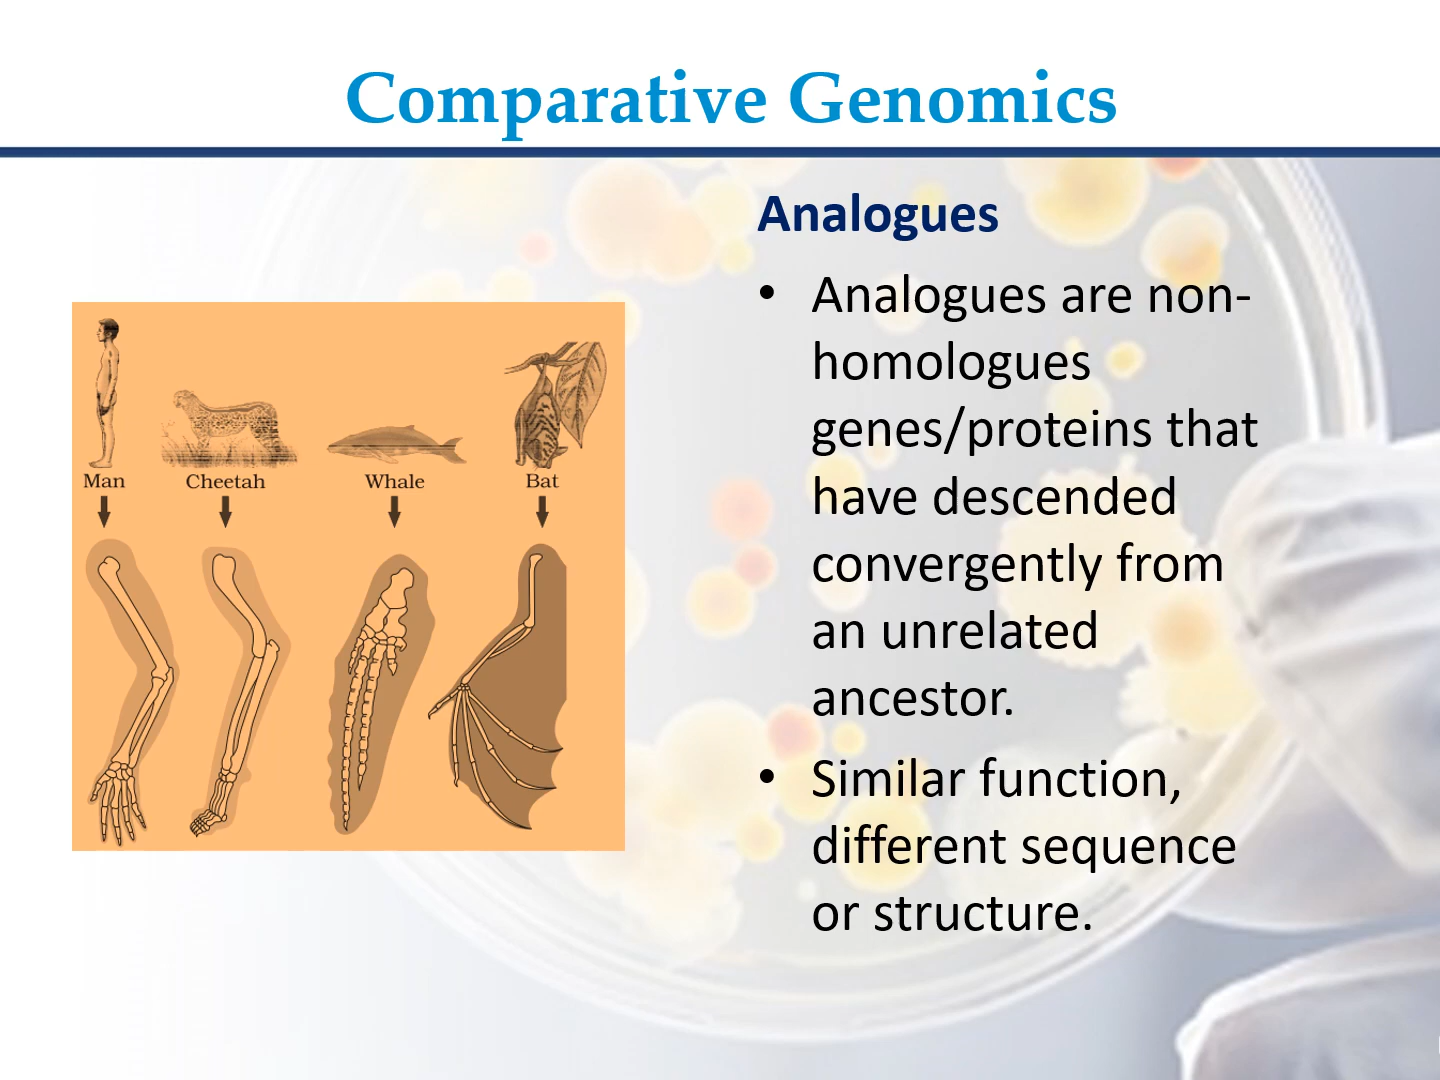 Comparative Genomics
Analogues
• Analogues are non-
homologues
genes/proteins that
have descended
convergently from
an unrelated
ancestor.
• Similar function,
different sequence
or structure.
Man Cheetah Whale Bat